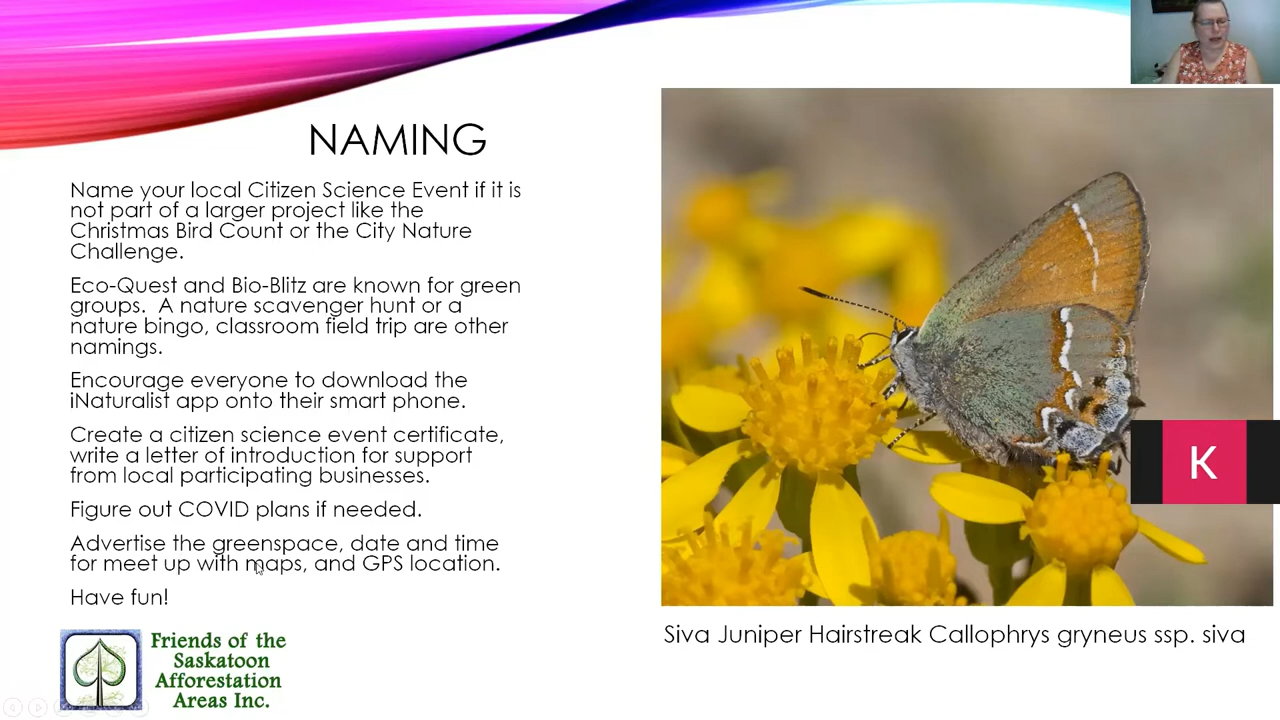 NAMING
Name your local Citizen Science Event if it is
not part of a larger project like the
Christmas Bird Count or the City Nature
Challenge.
Eco-Quest and Bio-Blitz are known for green
groups.  A nature scavenger hunt or a
nature bingo, classroom field trip are other
namings.
Encourage everyone to download the
iNaturalist app onto their smart phone.
Create a citizen science event certificate,
write a letter of introduction for support
from local participating businesses.
Figure out COVID plans if needed.
Advertise the greenspace, date and time
for meet up with maps, and GPS location.
Have fun!
Friends of the
Saskatoon
Afforestation
Areas Inc.
K
Siva Juniper Hairstreak Callophrys gryneus ssp. siva